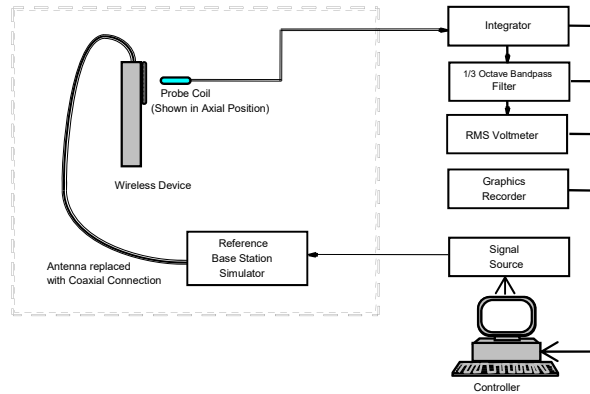 Integrator
1/3 Octave Bandpass
Filter
RMS Voltmeter
Graphics
Recorder
Probe Coil
(Shown in Axial Position)
Wireless Device
Reference
Base Station
Simulator
Antenna replaced
with Coaxial Connection
Signal
Source
Controller